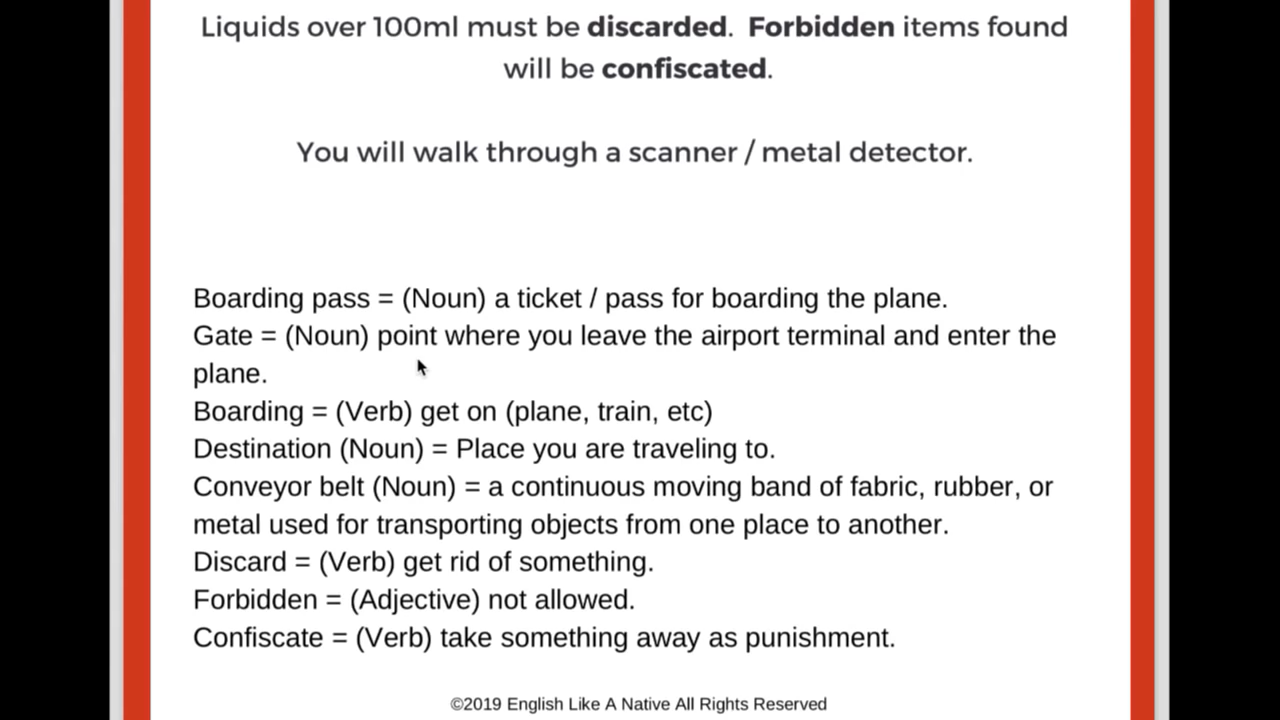 Liquids over 100ml must be discarded. Forbidden items found
will be confiscated.
You will walk through a scanner / metal detector.
Boarding pass = (Noun) a ticket / pass for boarding the plane.
Gate = (Noun) point where you leave the airport terminal and enter the
plane.
Boarding = (Verb) get on (plane, train, etc)
Destination (Noun) = Place you are traveling to.
Conveyor belt (Noun) = a continuous moving band of fabric, rubber, or
metal used for transporting objects from one place to another.
Discard = (Verb) get rid of something.
Forbidden = (Adjective) not allowed.
Confiscate = (Verb) take something away as punishment.
©2019 English Like A Native All Rights Reserved